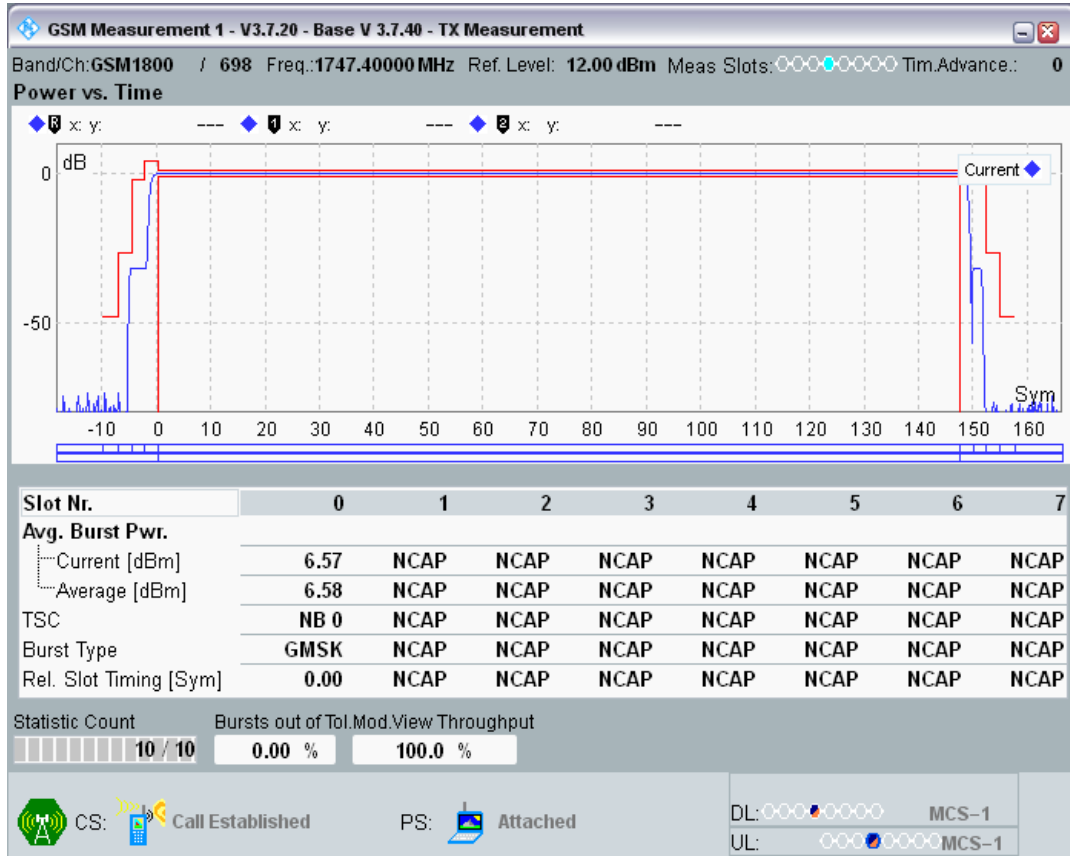 GSM Measurement 1 - V3.7.20 - Base V 3.7.40 - TX Measurement
Band/Ch:GSM1800 / 698 Freq.:1747.40000 MHz Ref. Level: 12.00 dBm Meas Slots: Tim.Advance.: 0
Power vs. Time
R x: y: --- 1 x: y: --- 2 x: y: ---
dB
Current
0
-50
Sym
-10 0 10 20 30 40 50 60 70 80 90 100 110 120 130 140 150 160
Slot Nr. 0 1 2 3 4 5 6 7
Avg. Burst Pwr.
Current [dBm] 6.57 NCAP NCAP NCAP NCAP NCAP NCAP NCAP
Average [dBm] 6.58 NCAP NCAP NCAP NCAP NCAP NCAP NCAP
TSC NB 0 NCAP NCAP NCAP NCAP NCAP NCAP NCAP
Burst Type GMSK NCAP NCAP NCAP NCAP NCAP NCAP NCAP
Rel. Slot Timing [Sym] 0.00 NCAP NCAP NCAP NCAP NCAP NCAP NCAP
Statistic Count Bursts out of Tol.Mod.View Throughput
10 / 10 0.00 % 100.0 %
CS: Call Established PS: Attached
DL: MCS-1
UL: MCS-1